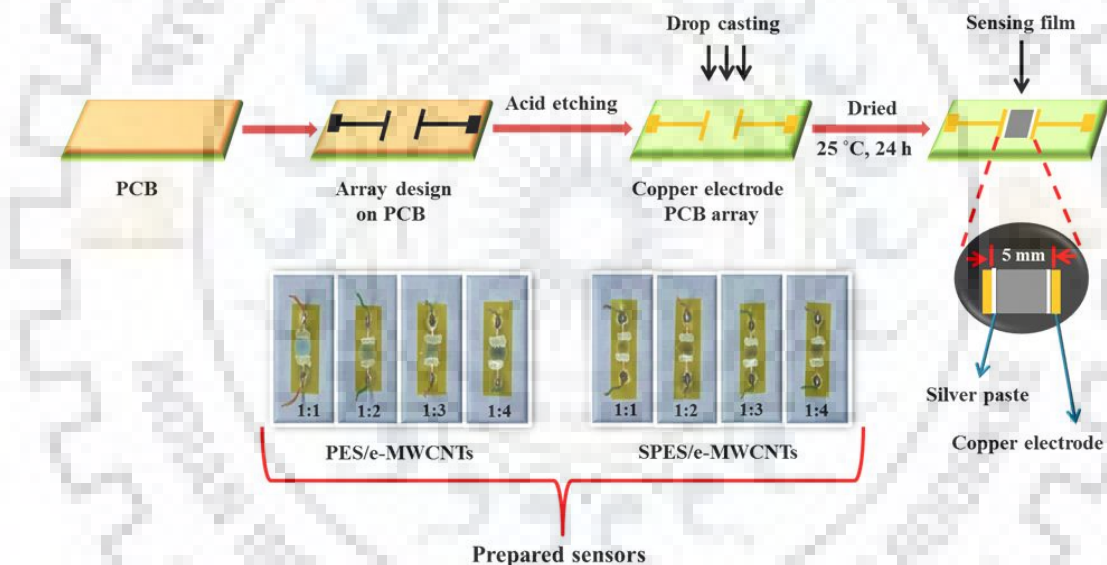 Drop casting
Sensing film
Acid etching
Dried
25 °C, 24 h
PCB
Array design
on PCB
Copper electrode
PCB array
5 mm
1:1
1:2
1:3
1:4
1:1
1:2
1:3
1:4
Silver paste
Copper electrode
PES/e-MWCNTs
SPES/e-MWCNTs
Prepared sensors